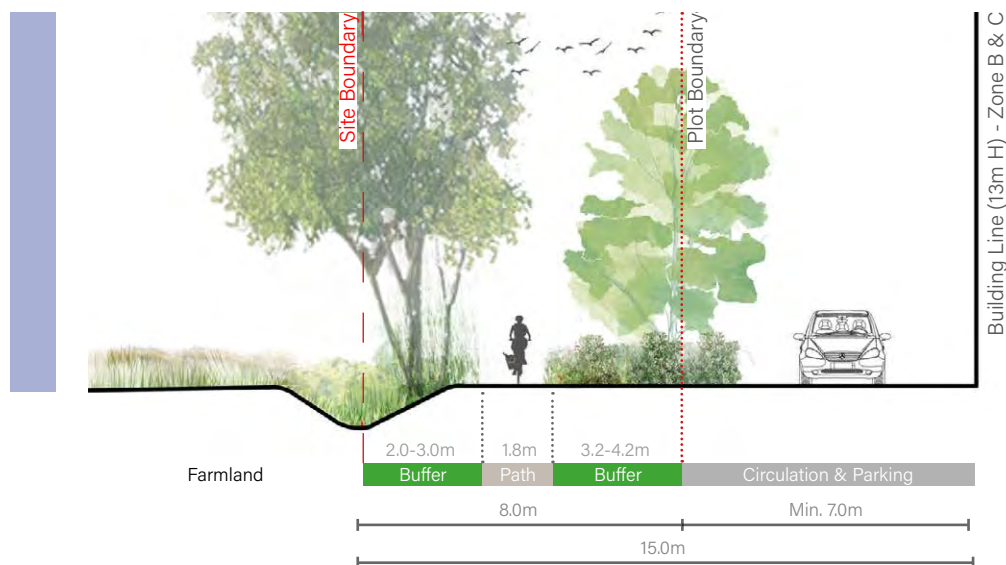 Site Boundary
Plot Boundary
Building Line (13m H) - Zone B & C
2.0-3.0m
1.8m
3.2-4.2m
Farmland
Buffer
Path
Buffer
Circulation & Parking
8.0m
Min. 7.0m
15.0m